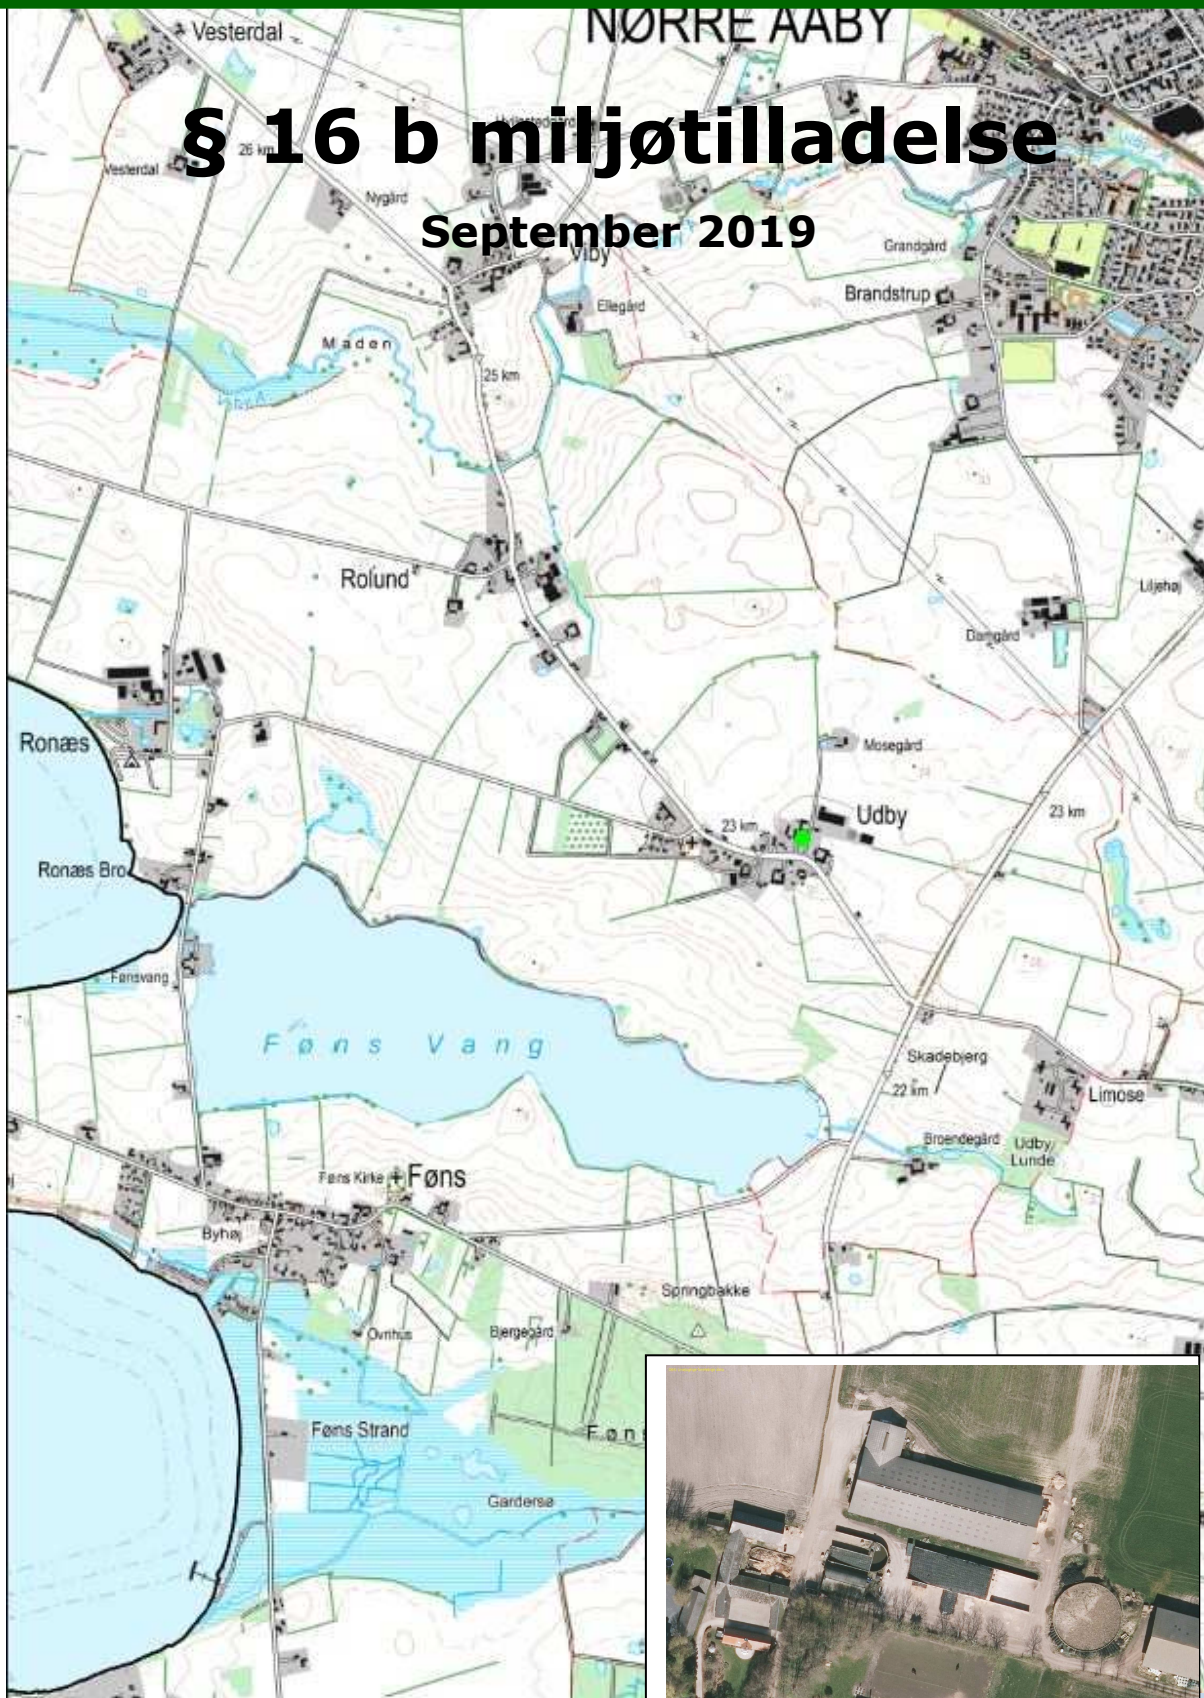 NØRRE AABY
Vesterdal
S
§ 16 b miljøtilladelse
26 km
Vesterdal
Nygård
September 2019
Viby
Grandgård
Brandstrup
Ellegård
Maden
25 km
Rolund
Liljehøj
Damgård
Ronæs
Mosegård
23 km
Udby
23 km
Ronæs Bro
Fønsvang
Føns Vang
Skadebjerg
22 km
Limose
Broendegård
Udby
Lunde
Føns Kirke
Føns
Byhøj
Springbakke
Ovnhus
Bjergegård
Føns Strand
Føns
Gardersø